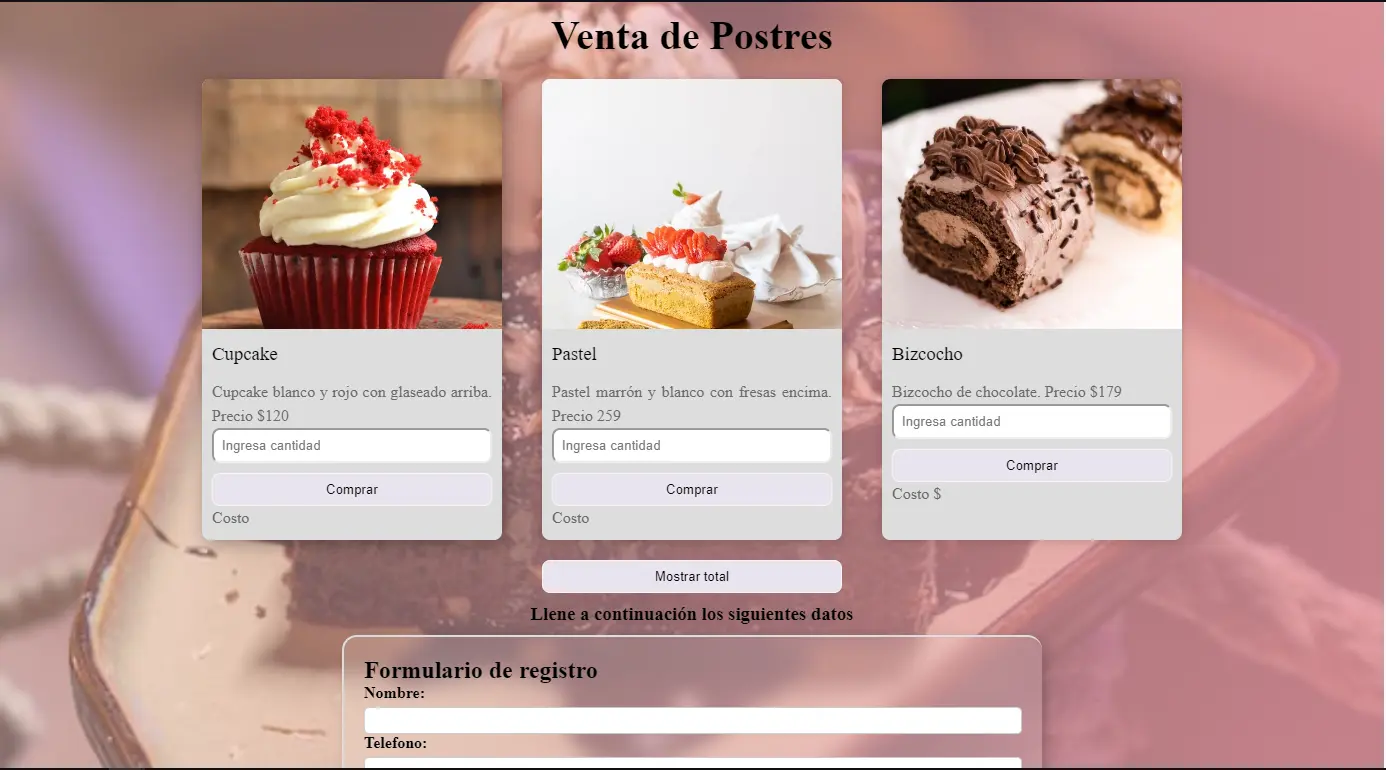 Venta de Postres
Cupcake
Cupcake blanco y rojo con glaseado arriba.
Precio $120
Ingresa cantidad
Comprar
Costo
Pastel
Pastel marrón y blanco con fresas encima.
Precio 259
Ingresa cantidad
Comprar
Costo
Bizcocho
Bizcocho de chocolate. Precio $179
Ingresa cantidad
Comprar
Costo $
Mostrar total
Llene a continuación los siguientes datos
Formulario de registro
Nombre:
Telefono: